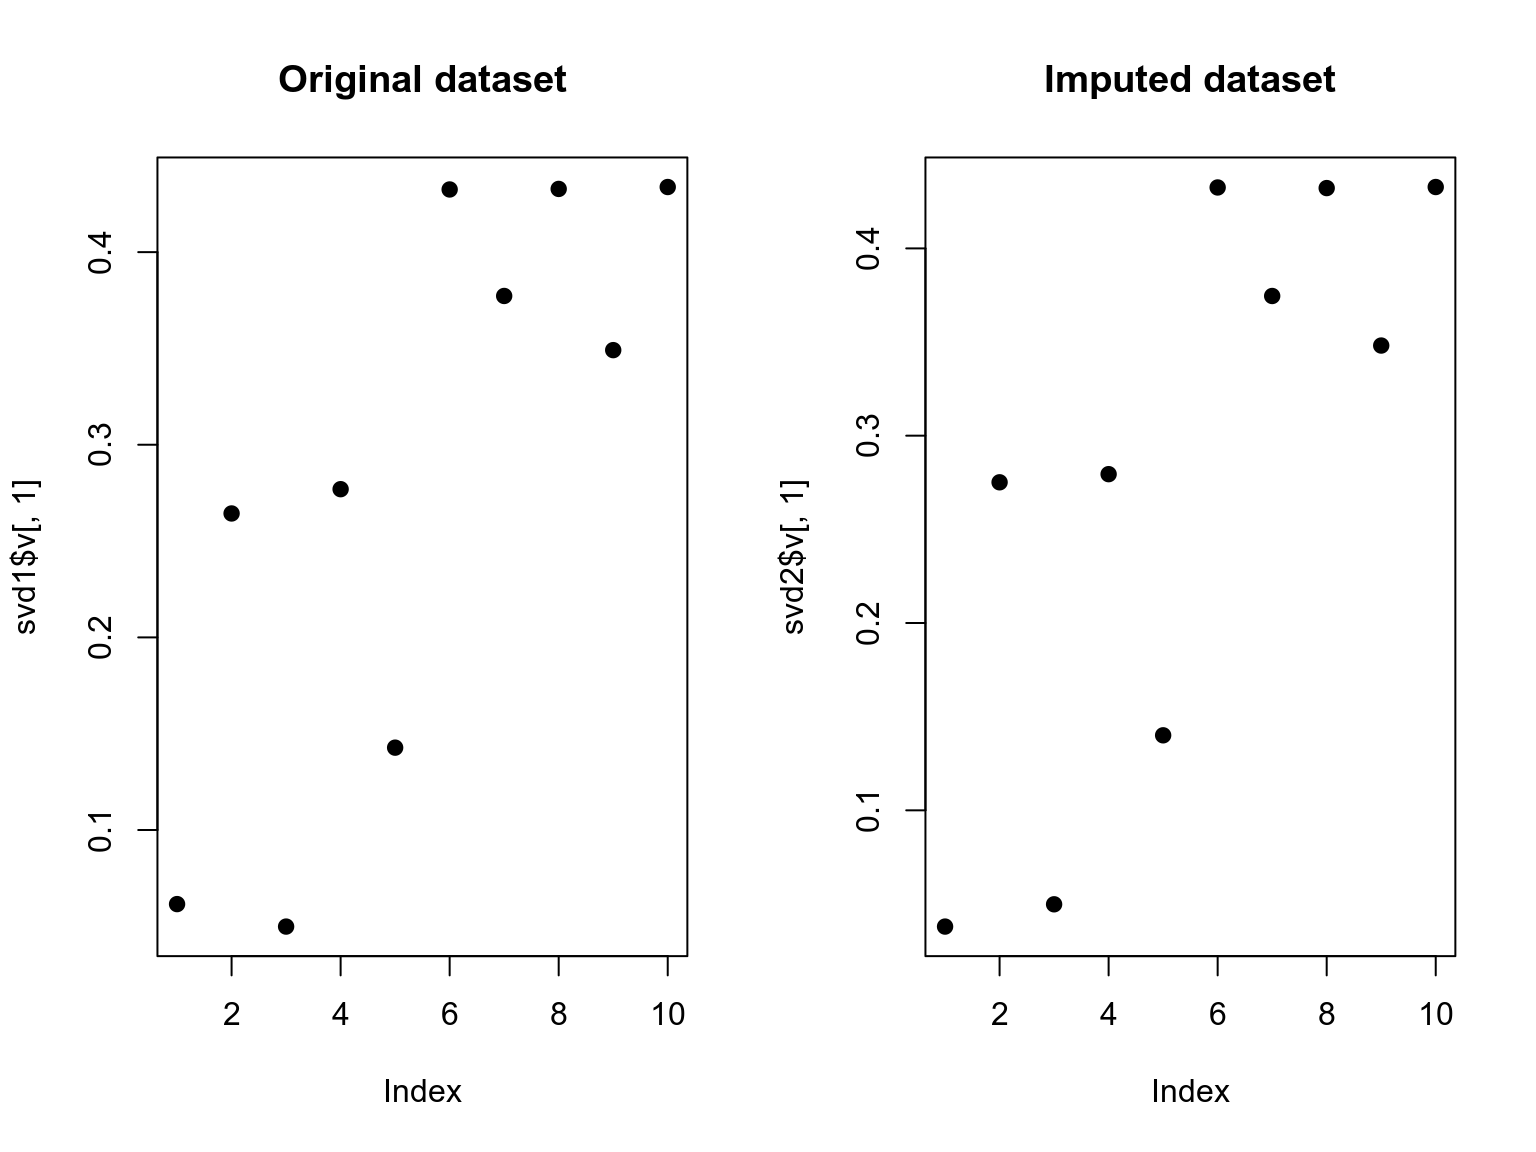 Original dataset
svd1$v[, 1]
0.4
0.3
0.2
0.1
2 4 6 8 10
Index
Imputed dataset
svd2$v[, 1]
0.4
0.3
0.2
0.1
2 4 6 8 10
Index